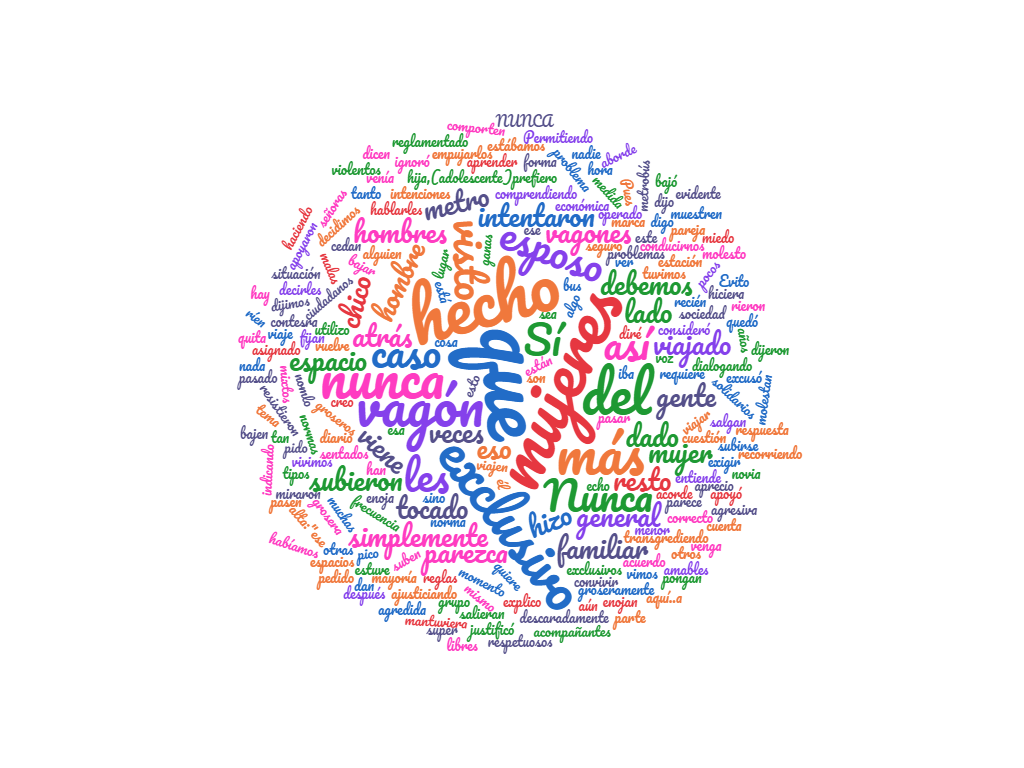 nunca
comporten
Permitiendo
reglamentado
estábamos
dicen
ignoró
empujarlos
aprender
forma
problema
nadie
hora
aborde
violentos
venía
hija,(adolescente)prefiero
medida
Pues
metrobús
bajó
tanto
intenciones
comprendiendo
económica
dijo
evidente
señoras
hablarles
metro
intentaron
operado
digo
muestren
haciendo
apoyaron
decidimos
hombres
visto
ganas
ese
esposo
vagones
marca
este
pareja
conducirnos
miedo
cedan
alguien
hombre
lugar
seguro
problemas
molesto
situación
malas
bajar
está
hecho
bus
algo
ver
estación
tuvimos
debemos
pocos
Evito
decirles
ciudadanos
chico
hay
dijimos
sea
mujeres
lado
recién
sociedad
hiciera
rieron
rien
contesra
utilizo
atrás
cosa
que
Sí
diré
así
consideró
viajado
quedó
años
viaje
fijan
vuelve
quita
asignado
espacio
caso
están
voz
dijeron
dialogando
nada
mixtos
nunca
esto
son
iba
requiere
excusó
pasado
resistieron
nomlo
creo
vagón
del
gente
solidarios
molestan
tema
normas
groseros
esa
veces
pasar
viajar
salgan
respuesta
bajen
tan
diario
viene
eso
más
dado
cuestión
subirse
pido
sentados
mujer
exigir
recorriendo
indicando
vivimos
han
viajen
entiende
novia
tipos
enoja
subieron
les
exclusivo
él
echo
resto
aprecio
miraron
sino
Nunca
acorde
apoyó
pasen
grosera
muchas
frecuencia
tocado
parece
agresiva
alta:"ese
norma
hizo
general
menor
correcto
cuenta
habíamos
otras
pico
simplemente
transgrediendo
espacios
suben
parezca
familiar
otros
venga
estuve
quiere
exclusivos
acuerdo
amables
pedido
dan
mayoría
reglas
momento
convivir
vimos
pongan
después
ajusticiando
mismo
groseramente
agredida
grupo
explico
aún
enojan
aquí..a
mantuviera
salieran
descaradamente
parte
super
justificó
acompañantes
libres
respetuosos